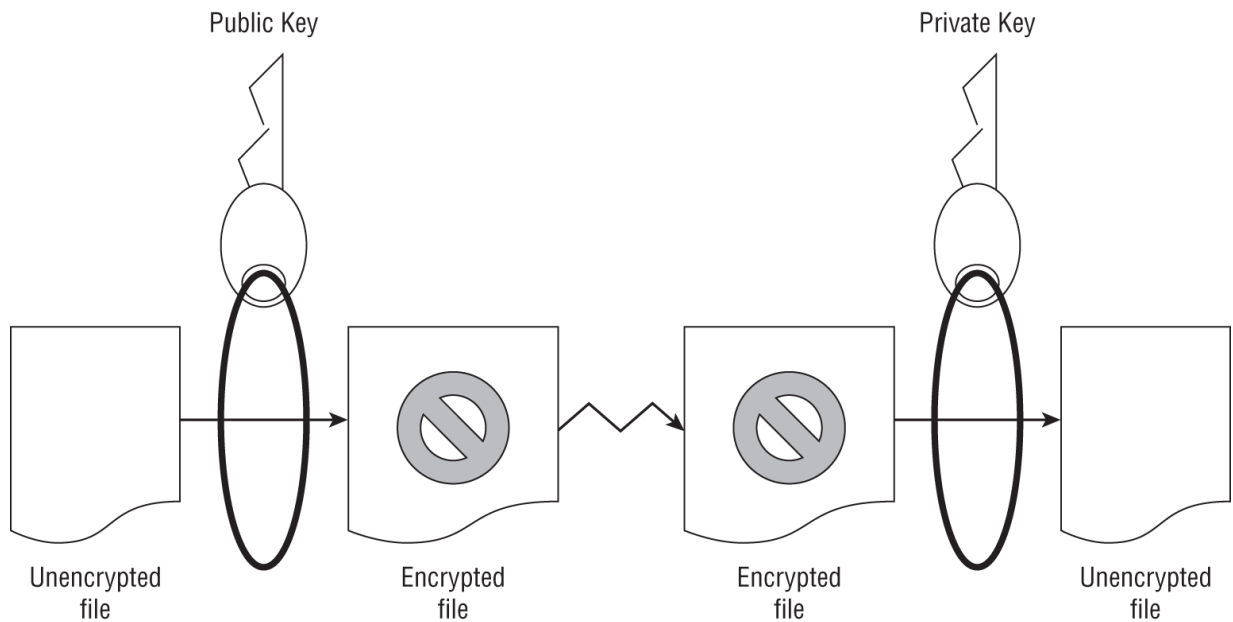 Public Key
Private Key
Unencrypted
file
Encrypted
file
Encrypted
file
Unencrypted
file